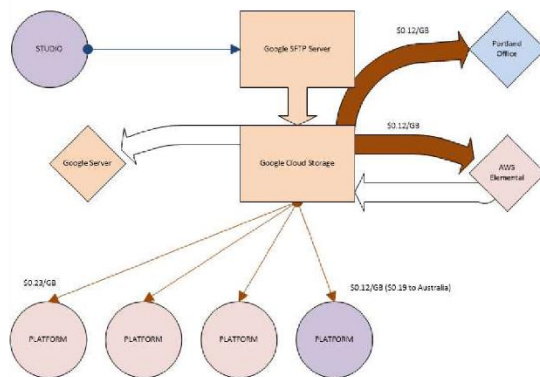 STUDIO
Google SFTP Server
$0.12/GB
Portland
Office
$0.12/GB
Google Server
Google Cloud Storage
AWS
Elemental
$0.23/GB
$0.12/GB ($0.19 to Australia)
PLATFORM
PLATFORM
PLATFORM
PLATFORM